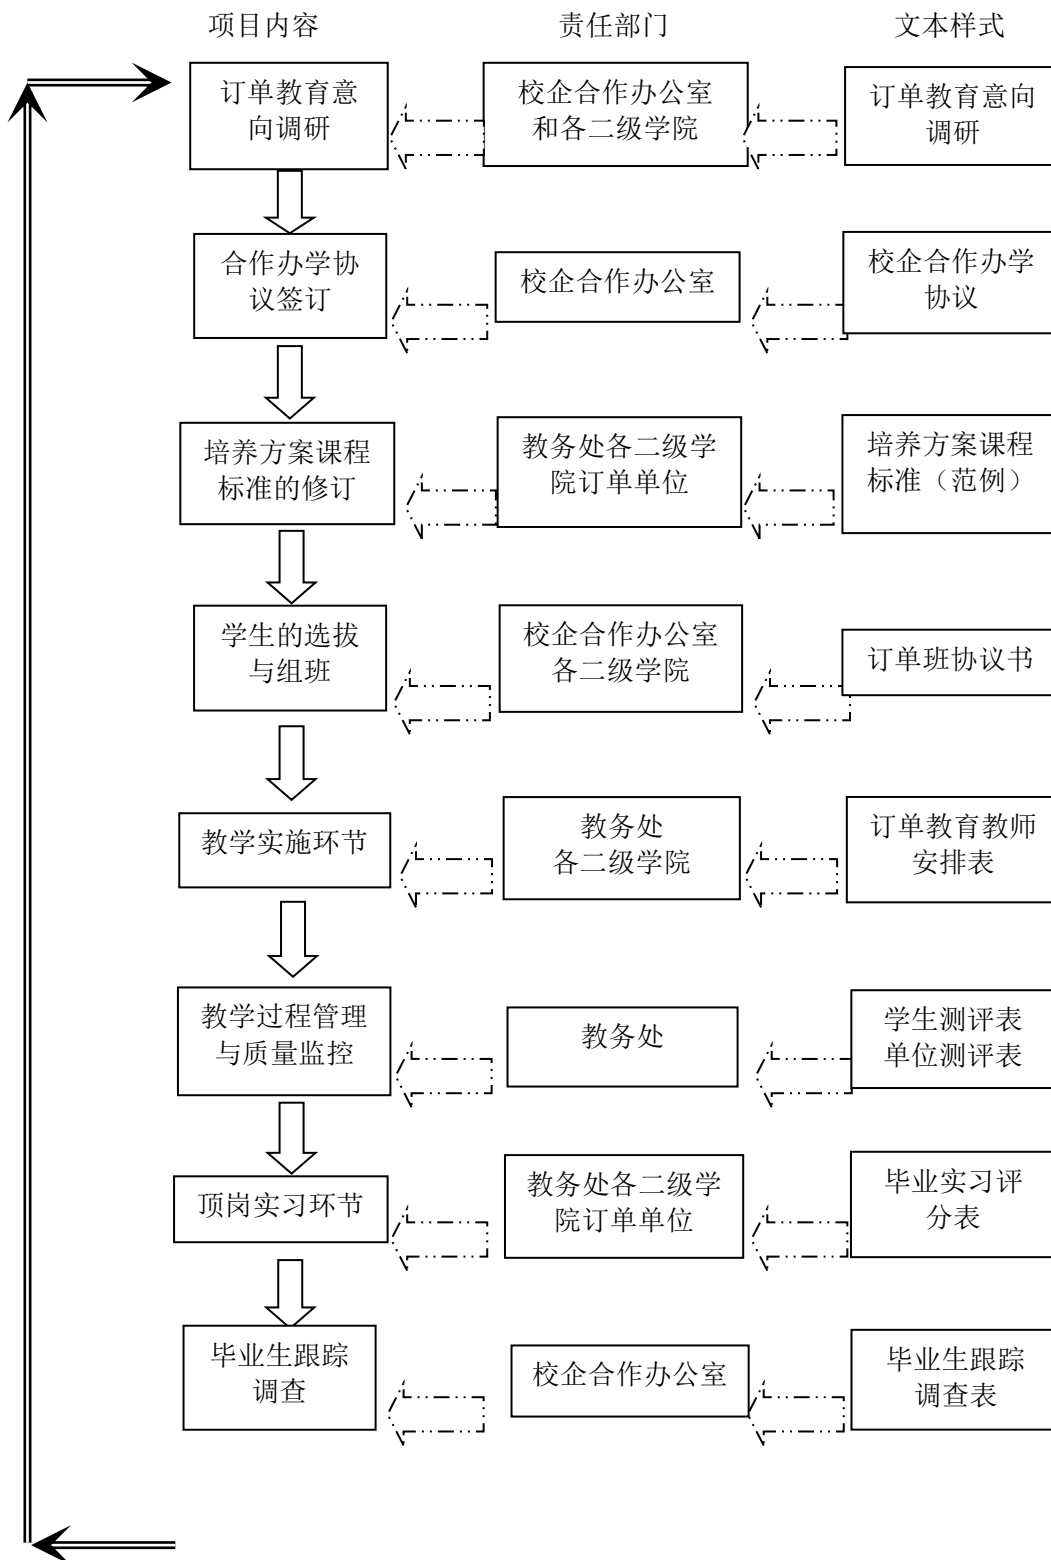 项目内容
责任部门
文本样式
订单教育意
向调研
校企合作办公室
和各二级学院
订单教育意向
调研
合作办学协
议签订
校企合作办公室
校企合作办学
协议
培养方案课程
标准的修订
教务处各二级学
院订单单位
培养方案课程
标准（范例）
学生的选拔
与组班
校企合作办公室
各二级学院
订单班协议书
教学实施环节
教务处
各二级学院
订单教育教师
安排表
教学过程管理
与质量监控
教务处
学生测评表
单位测评表
顶岗实习环节
教务处各二级学
院订单单位
毕业实习评
分表
毕业生跟踪
调查
校企合作办公室
毕业生跟踪
调查表